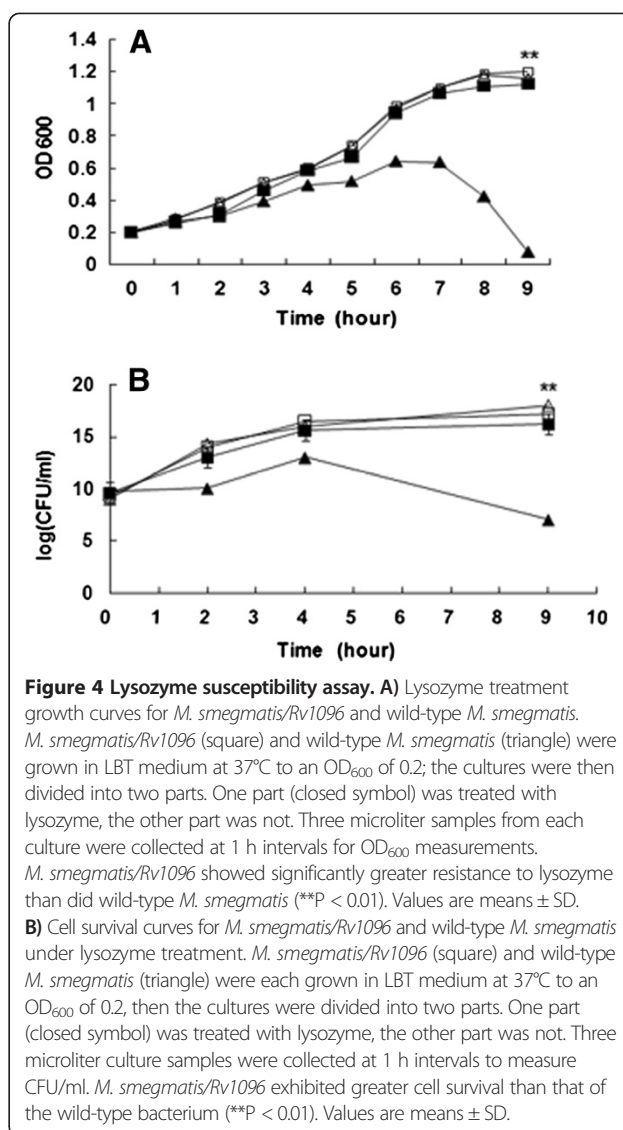 A
**
1.4
1.2
1
0.8
0.6
0.4
0.2
0
OD600
0 1 2 3 4 5 6 7 8 9
Time (hour)
B
**
20
15
10
5
0
log(CFU/ml)
0 1 2 3 4 5 6 7 8 9 10
Time (hour)
Figure 4 Lysozyme susceptibility assay. A) Lysozyme treatment
growth curves for M. smegmatis/Rv1096 and wild-type M. smegmatis.
M. smegmatis/Rv1096 (square) and wild-type M. smegmatis (triangle) were
grown in LBT medium at 37°C to an OD600 of 0.2; the cultures were then
divided into two parts. One part (closed symbol) was treated with
lysozyme, the other part was not. Three microliter samples from each
culture were collected at 1 h intervals for OD600 measurements.
M. smegmatis/Rv1096 showed significantly greater resistance to lysozyme
than did wild-type M. smegmatis (**P < 0.01). Values are means ± SD.
B) Cell survival curves for M. smegmatis/Rv1096 and wild-type M. smegmatis
under lysozyme treatment. M. smegmatis/Rv1096 (square) and wild-type
M. smegmatis (triangle) were each grown in LBT medium at 37°C to an
OD600 of 0.2, then the cultures were divided into two parts. One part
(closed symbol) was treated with lysozyme, the other part was not. Three
microliter culture samples were collected at 1 h intervals to measure
CFU/ml. M. smegmatis/Rv1096 exhibited greater cell survival than that of
the wild-type bacterium (**P < 0.01). Values are means ± SD.